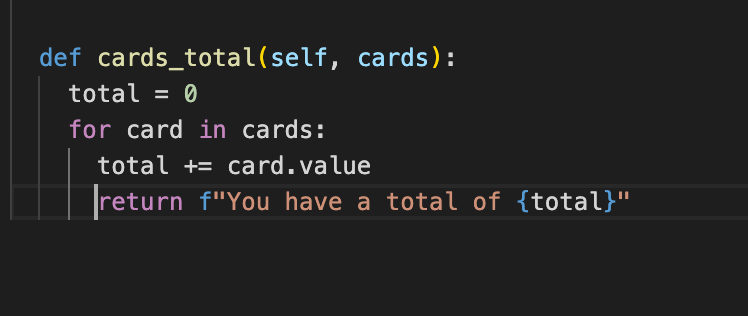 def cards_total(self, cards):
total = 0
for card in cards:
total += card.value
return f"You have a total of {total}"